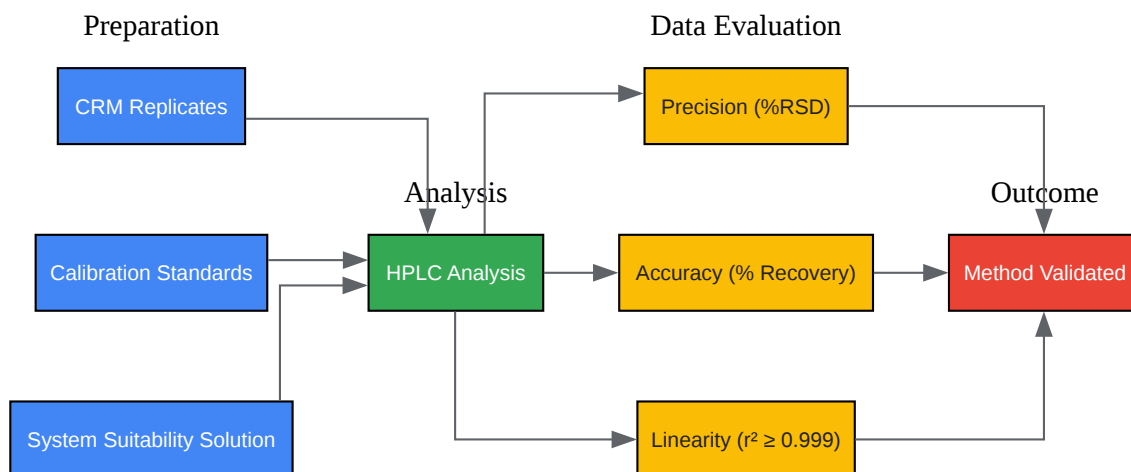 Preparation
Data Evaluation
CRM Replicates
Precision (%RSD)
Analysis
Outcome
Calibration Standards
HPLC Analysis
Accuracy (% Recovery)
Method Validated
System Suitability Solution
Linearity (r² ≥ 0.999)